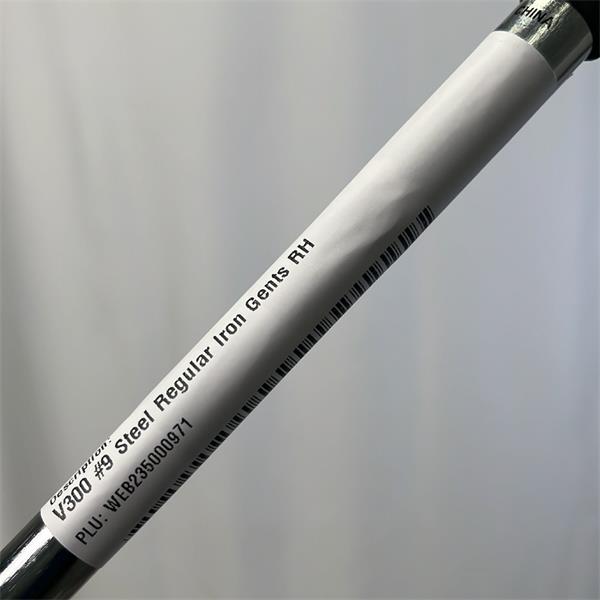 CHINA
Description:
V300 #9 Steel Regular Iron Gents RH
PLU: WEB235000971